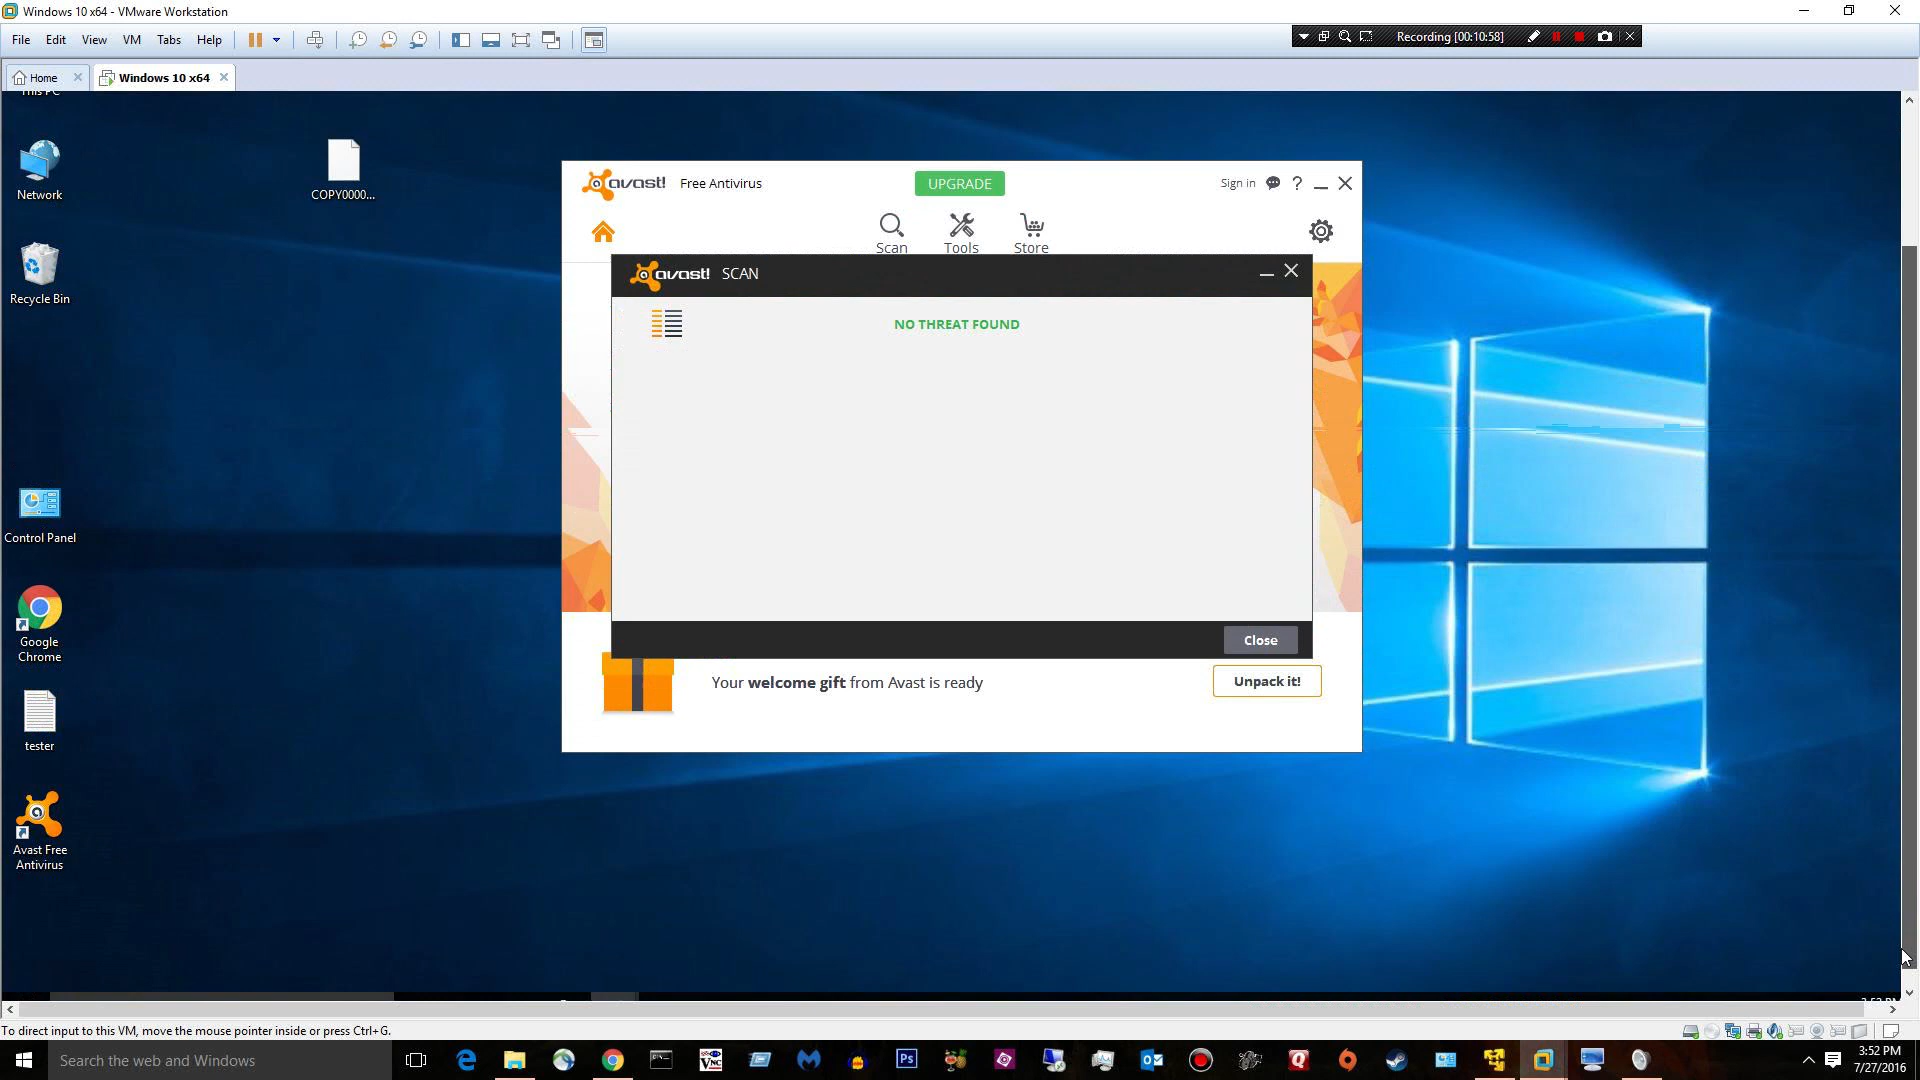 Windows 10 x64 - VMware Workstation
File Edit View VM Tabs Help
Recording [00:10:58]
Home
Windows 10 x64
This PC
Network
COPY0000...
Recycle Bin
Control Panel
Google
Chrome
tester
Avast Free
Antivirus
avast! Free Antivirus
UPGRADE
Sign in
?
Scan Tools Store
avast! SCAN
NO THREAT FOUND
Close
Your welcome gift from Avast is ready
Unpack it!
To direct input to this VM, move the mouse pointer inside or press Ctrl+G.
Search the web and Windows
Ps
3:52 PM
7/27/2016